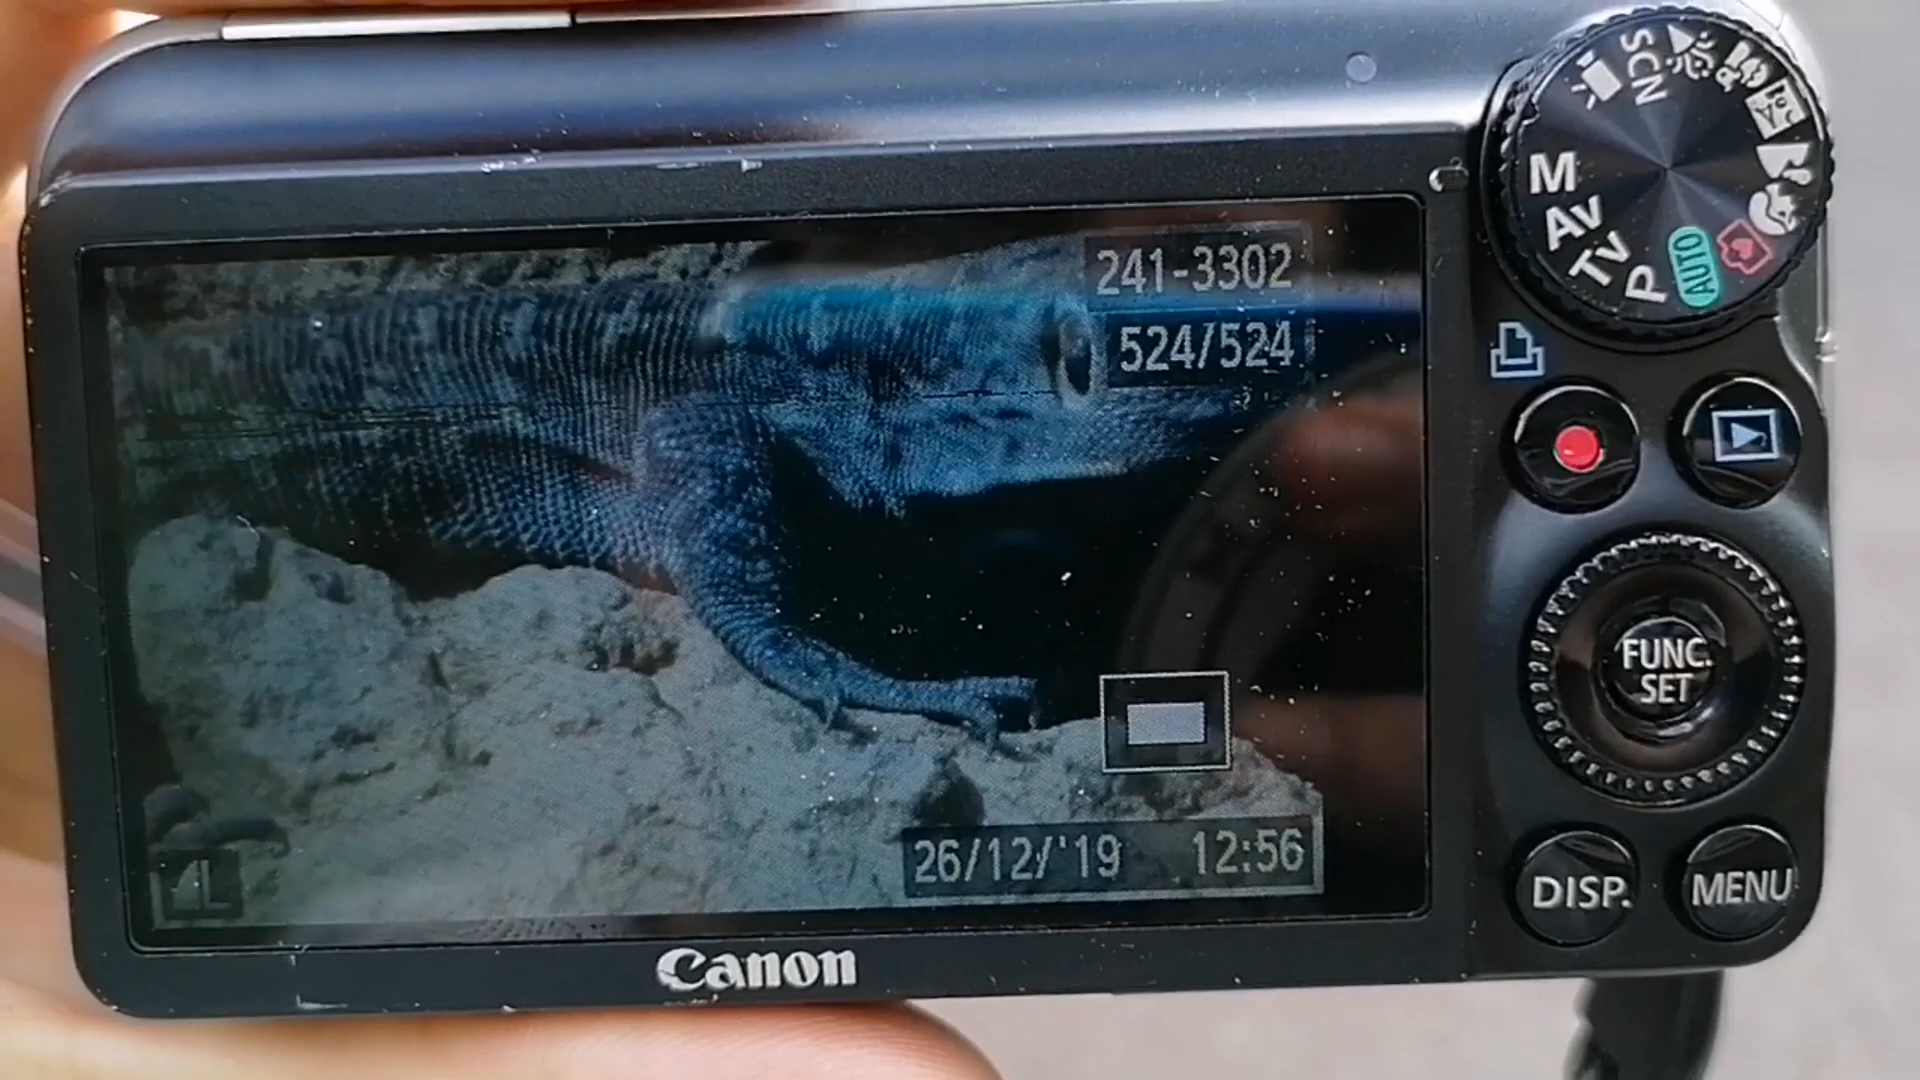 SCN
M
Av
Tv
P
AUTO
241-3302
524/524
FUNC.
SET
26/12/'19 12:56
L
DISP.
MENU
Canon